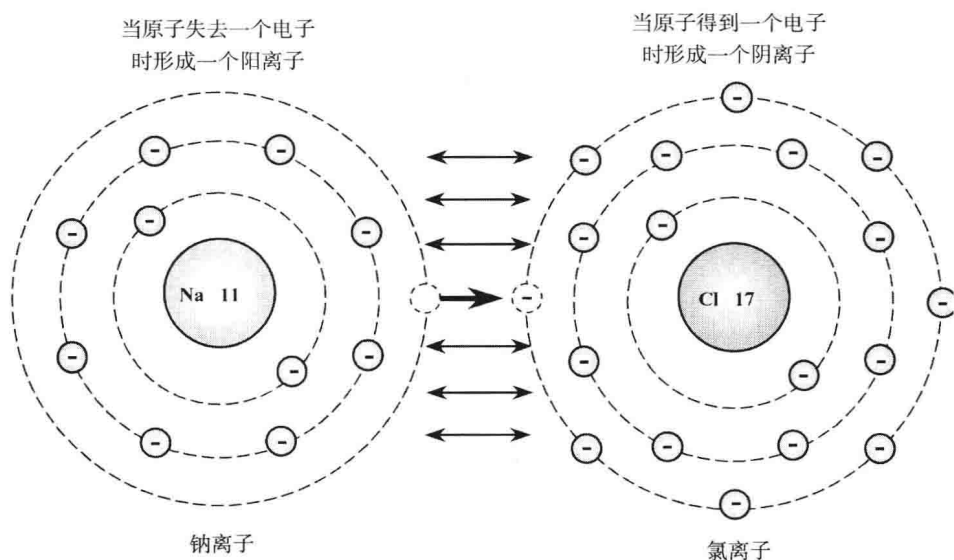 当原子失去一个电子
时形成一个阳离子
当原子得到一个电子
时形成一个阴离子
Na 11
Cl 17
钠离子
氯离子